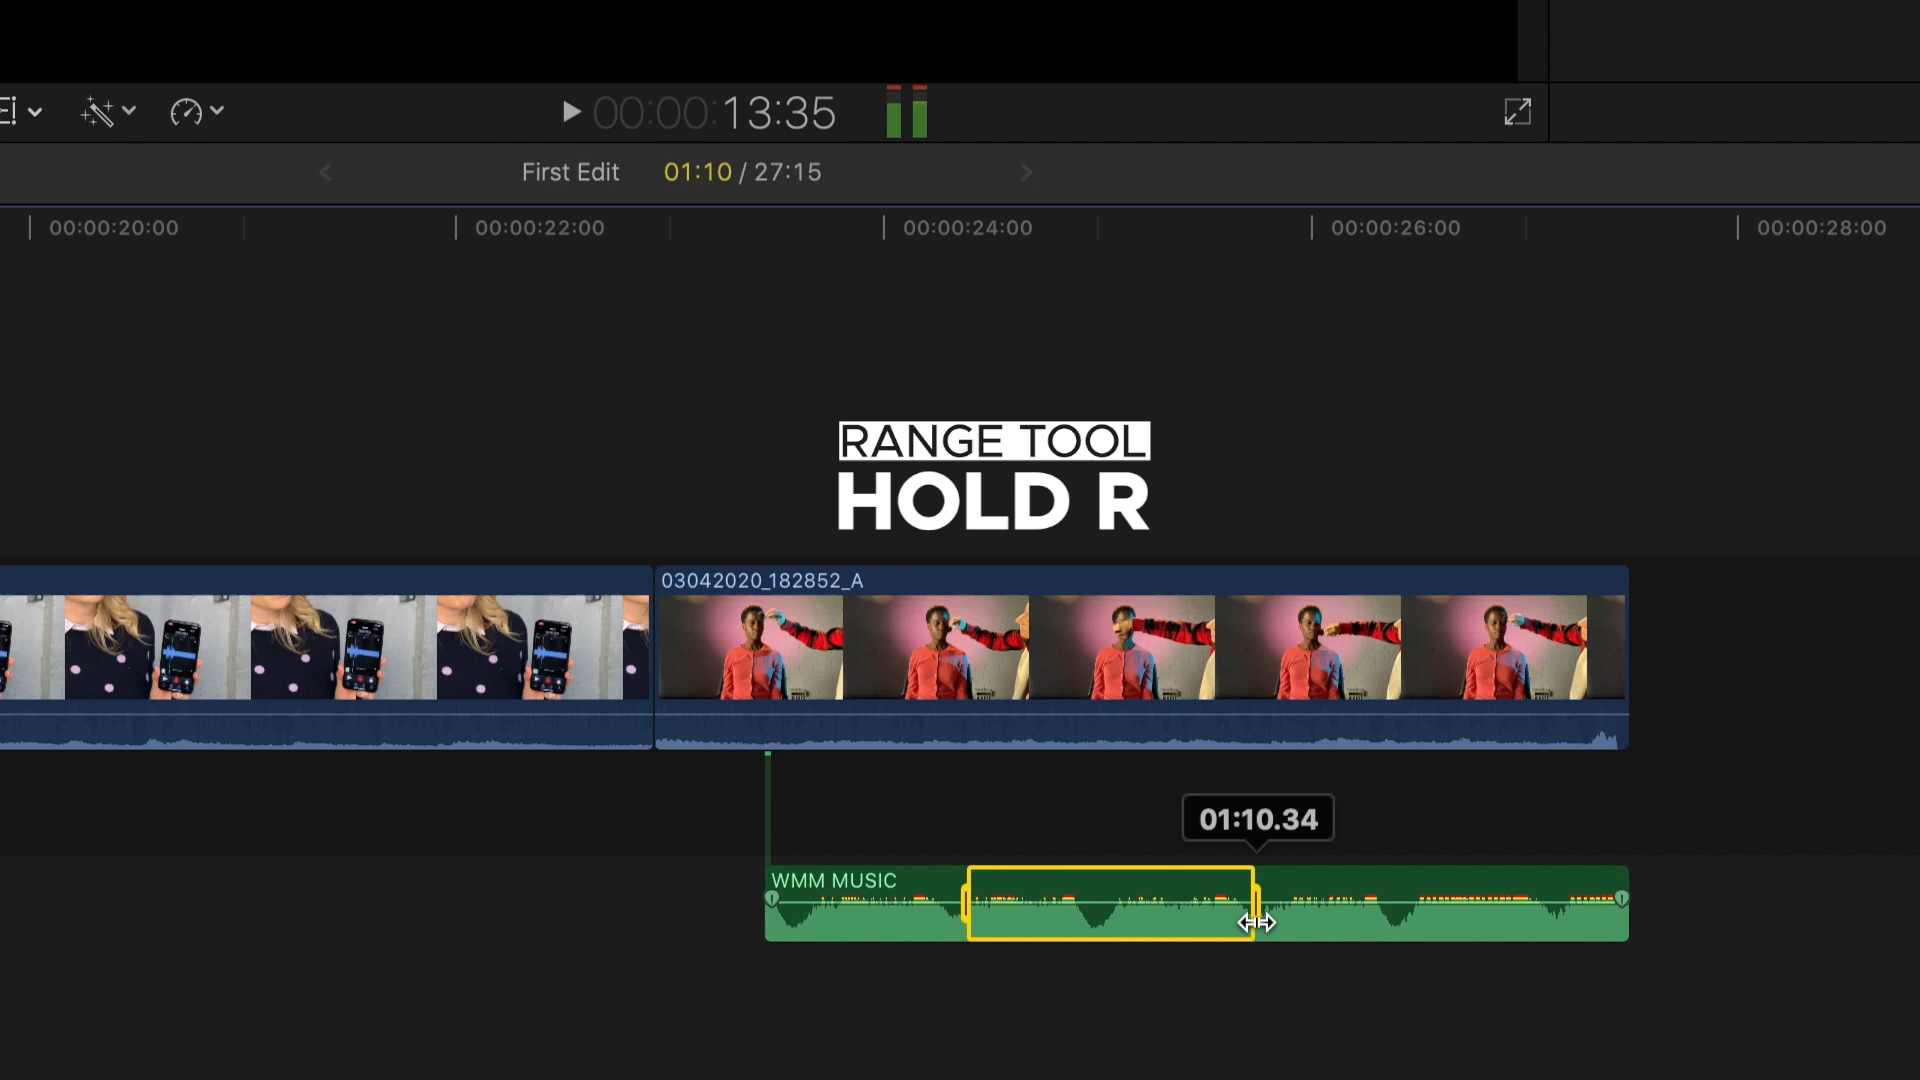 00:00:13:35
First Edit 01:10 / 27:15
00:00:20:00 00:00:22:00 00:00:24:00 00:00:26:00 00:00:28:00
RANGE TOOL
HOLD R
03042020_182852_A
01:10.34
WMM MUSIC